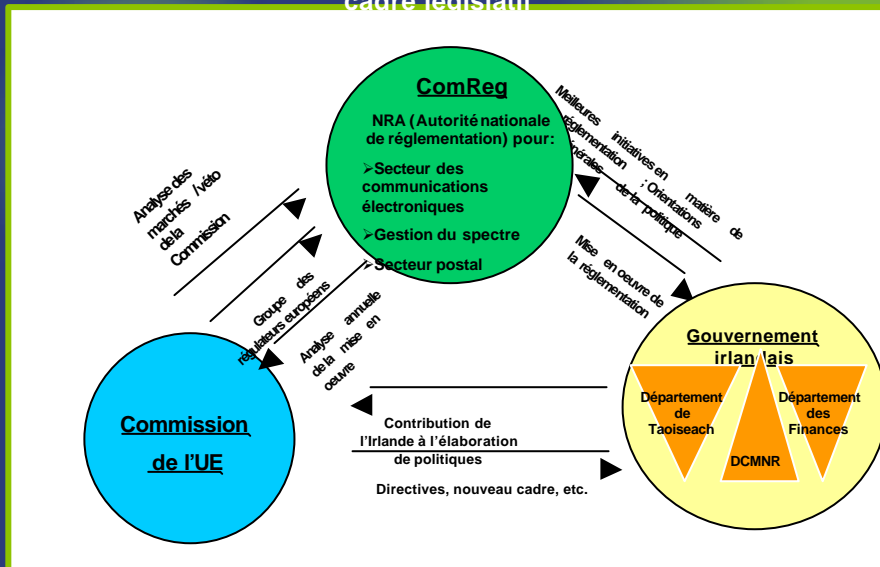 cadre législatif
ComReg
NRA (Autorité nationale
de réglementation) pour:
➢Secteur des
communications
électroniques
➢Gestion du spectre
➢Secteur postal
Meilleures initiatives en matière de
réglementation ; Orientations
générales de la politique
Mise en oeuvre de
la réglementation
Analyse des
marchés /véto
de la
Commission
Groupe des
régulateurs européens
Analyse annuelle
de la mise en
oeuvre
Commission
de l'UE
Contribution de
l'Irlande à l'élaboration
de politiques
Directives, nouveau cadre, etc.
Gouvernement
irlandais
Département
de
Taoiseach
DCMNR
Département
des
Finances